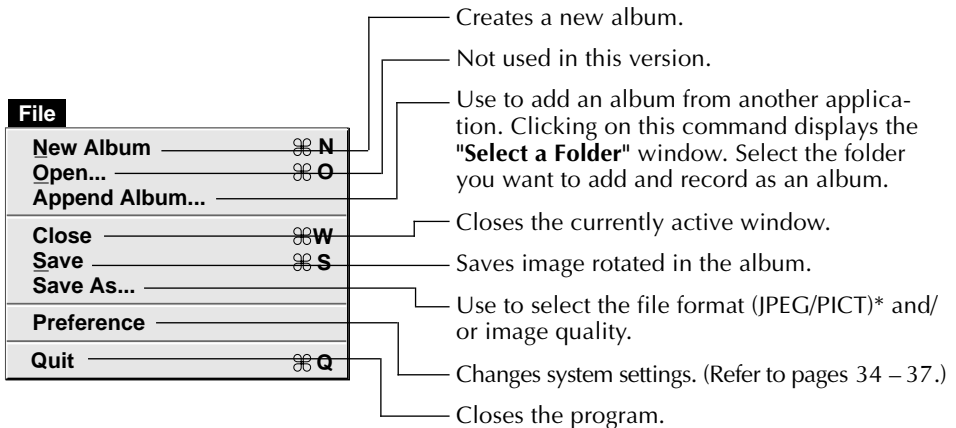 File
New Album ⌘ N
Open... ⌘ O
Append Album...
Close ⌘ W
Save ⌘ S
Save As...
Preference
Quit ⌘ Q
Creates a new album.
Not used in this version.
Use to add an album from another applica-
tion. Clicking on this command displays the
"Select a Folder" window. Select the folder
you want to add and record as an album.
Closes the currently active window.
Saves image rotated in the album.
Use to select the file format (JPEG/PICT)* and/
or image quality.
Changes system settings. (Refer to pages 34 – 37.)
Closes the program.